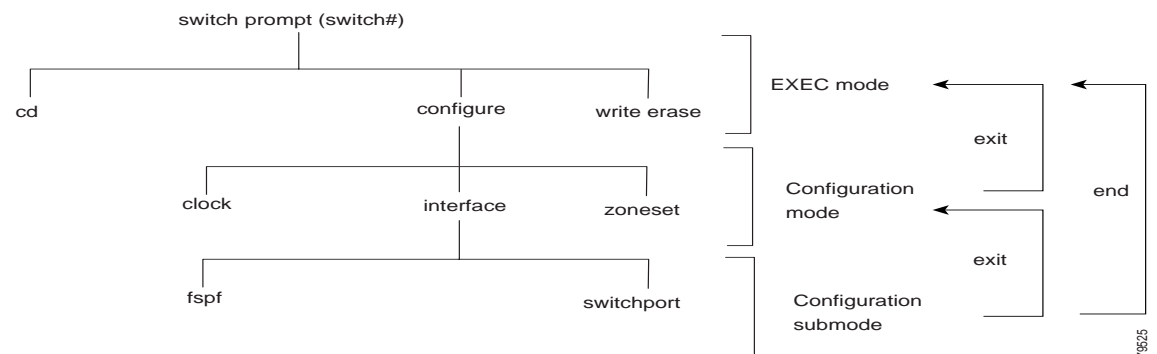 switch prompt (switch#)
EXEC mode
cd
configure
write erase
exit
Configuration
mode
end
clock
interface
zoneset
exit
fspf
switchport
Configuration
submode
79525